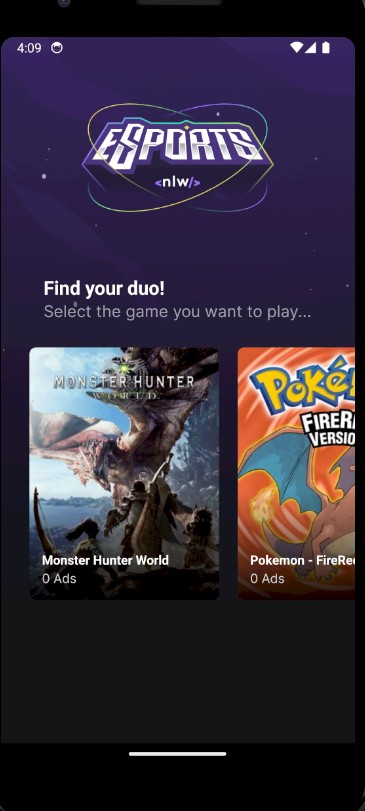 4:09
ESPORTS
<nlw/>
Find your duo!
Select the game you want to play...
MONSTER HUNTER
WORLD
Monster Hunter World
0 Ads
POKé
FIRER
VERSIO
Pokemon - FireRe
0 Ads